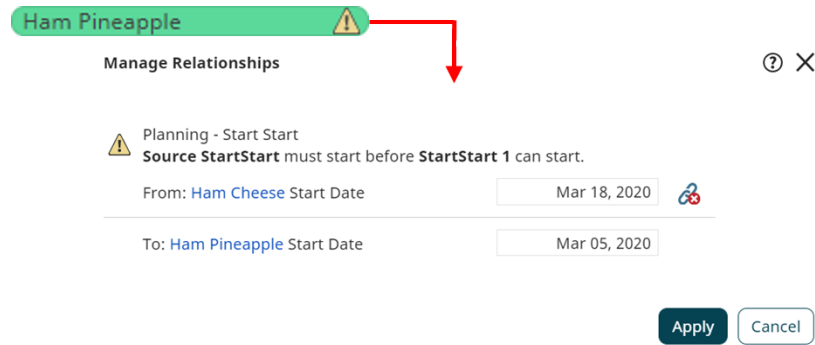 Ham Pineapple
Manage Relationships
Planning - Start Start
Source StartStart must start before StartStart 1 can start.
From: Ham Cheese Start Date Mar 18, 2020
To: Ham Pineapple Start Date Mar 05, 2020
Apply Cancel